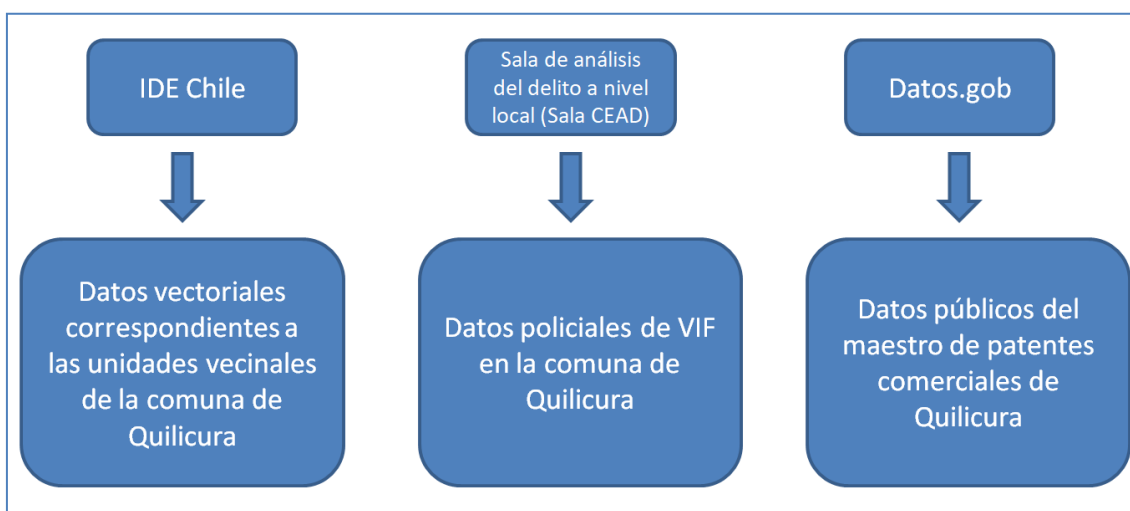 IDE Chile
Sala de análisis
del delito a nivel
local (Sala CEAD)
Datos.gob
Datos vectoriales
correspondientes a
las unidades vecinales
de la comuna de
Quilicura
Datos policiales de VIF
en la comuna de
Quilicura
Datos públicos del
maestro de patentes
comerciales de
Quilicura